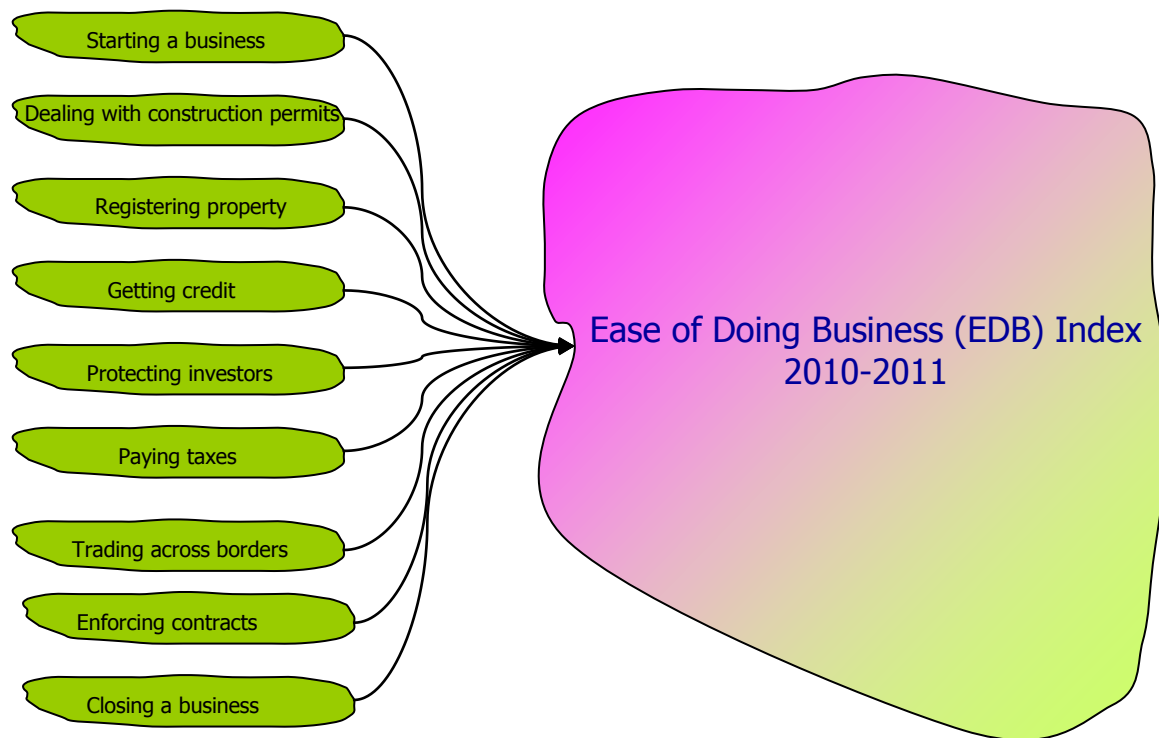 Starting a business
Dealing with construction permits
Registering property
Getting credit
Protecting investors
Paying taxes
Trading across borders
Enforcing contracts
Closing a business
Ease of Doing Business (EDB) Index
2010-2011